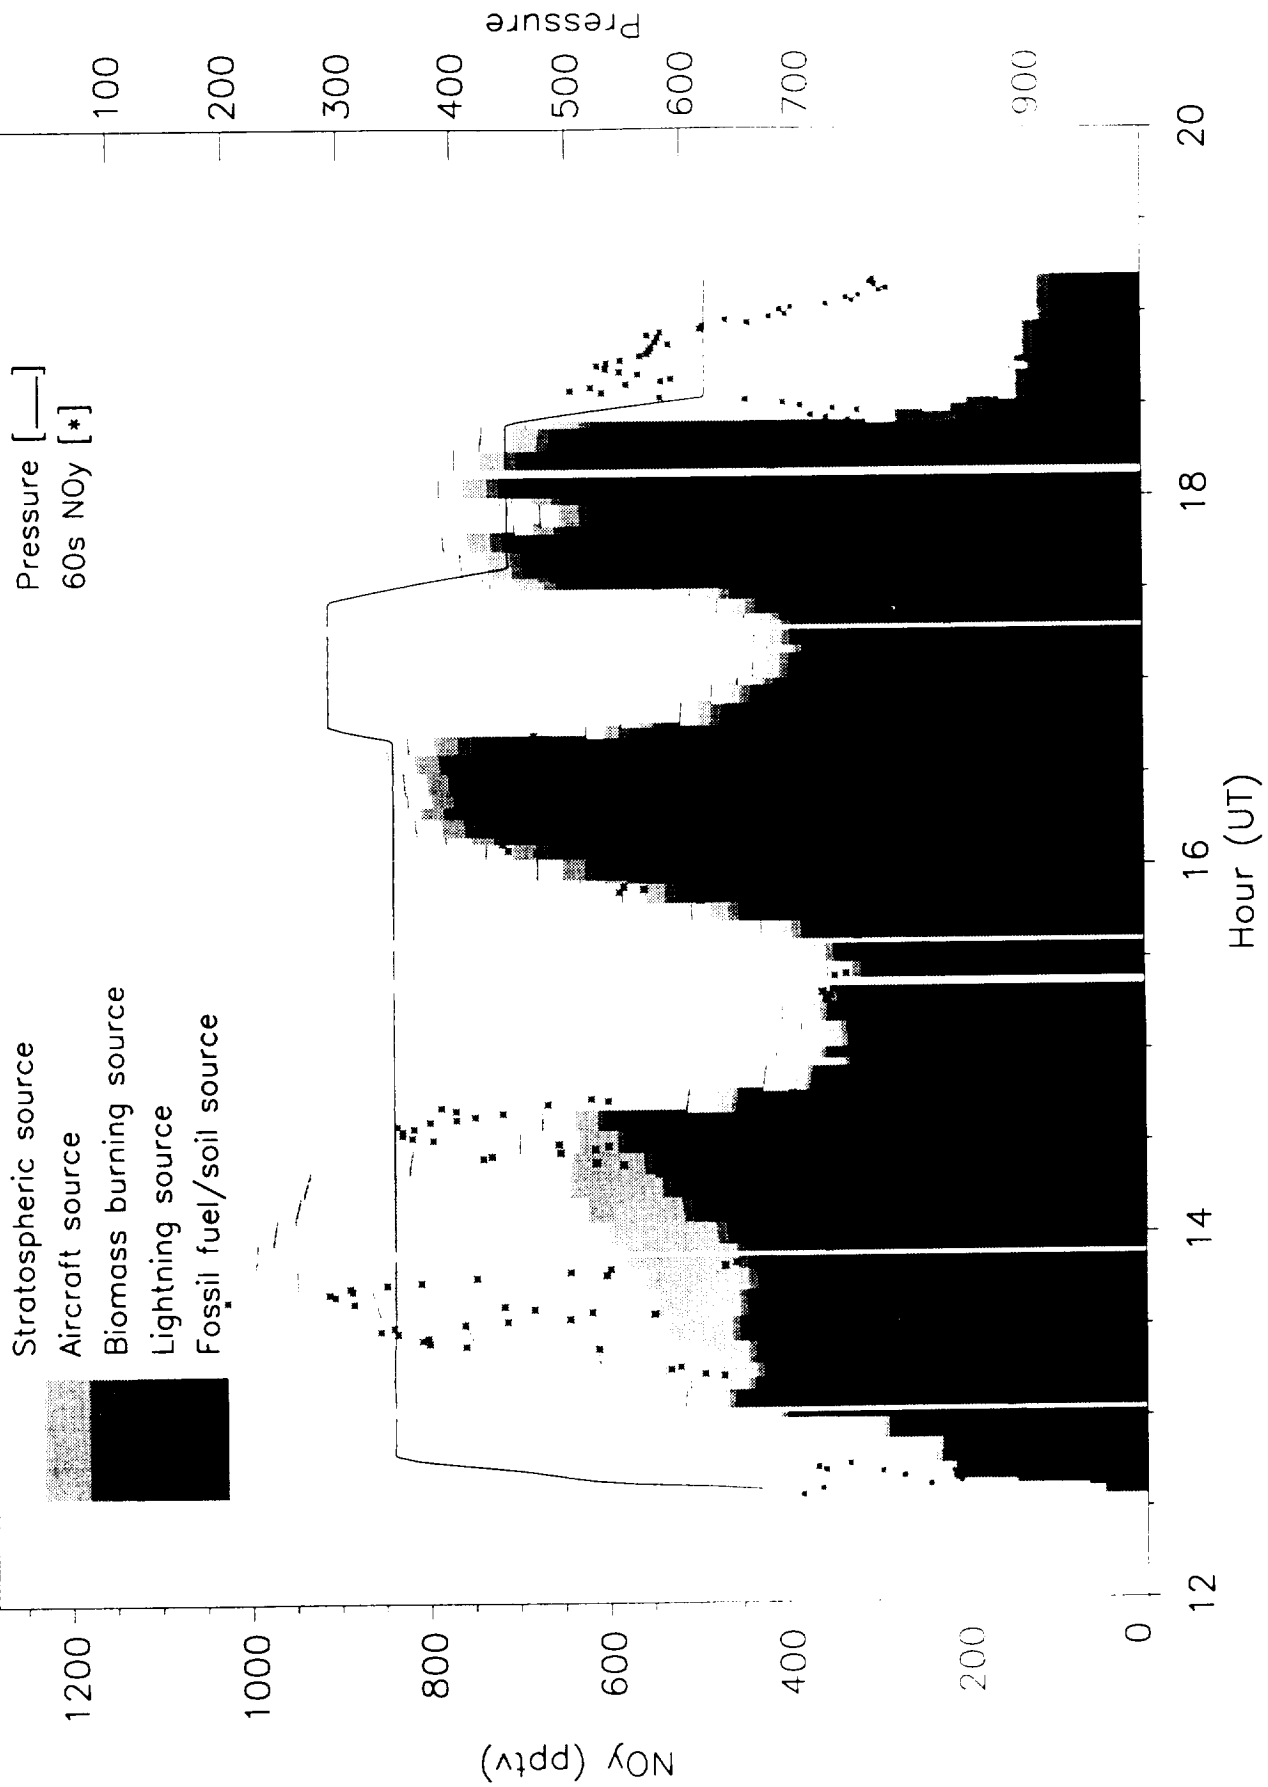 Stratospheric source
Aircraft source
Biomass burning source
Lightning source
Fossil fuel/soil source
Pressure [___]
60s NOy [*]
NOy (pptv)
1200
1000
800
600
400
200
0
Pressure
100
200
300
400
500
600
700
900
12
14
16
18
20
Hour (UT)